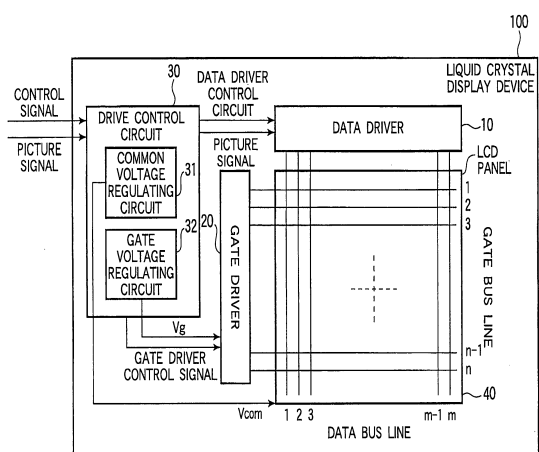 100
LIQUID CRYSTAL
DISPLAY DEVICE
30
DATA DRIVER
CONTROL
CIRCUIT
CONTROL
SIGNAL
PICTURE
SIGNAL
DRIVE CONTROL
CIRCUIT
DATA DRIVER
10
PICTURE
SIGNAL
LCD
PANEL
COMMON
VOLTAGE
REGULATING
CIRCUIT
31
GATE
VOLTAGE
REGULATING
CIRCUIT
32
20
GATE DRIVER
1
2
3
GATE BUS LINE
n-1
n
Vg
GATE DRIVER
CONTROL SIGNAL
40
Vcom
1 2 3
m-1 m
DATA BUS LINE